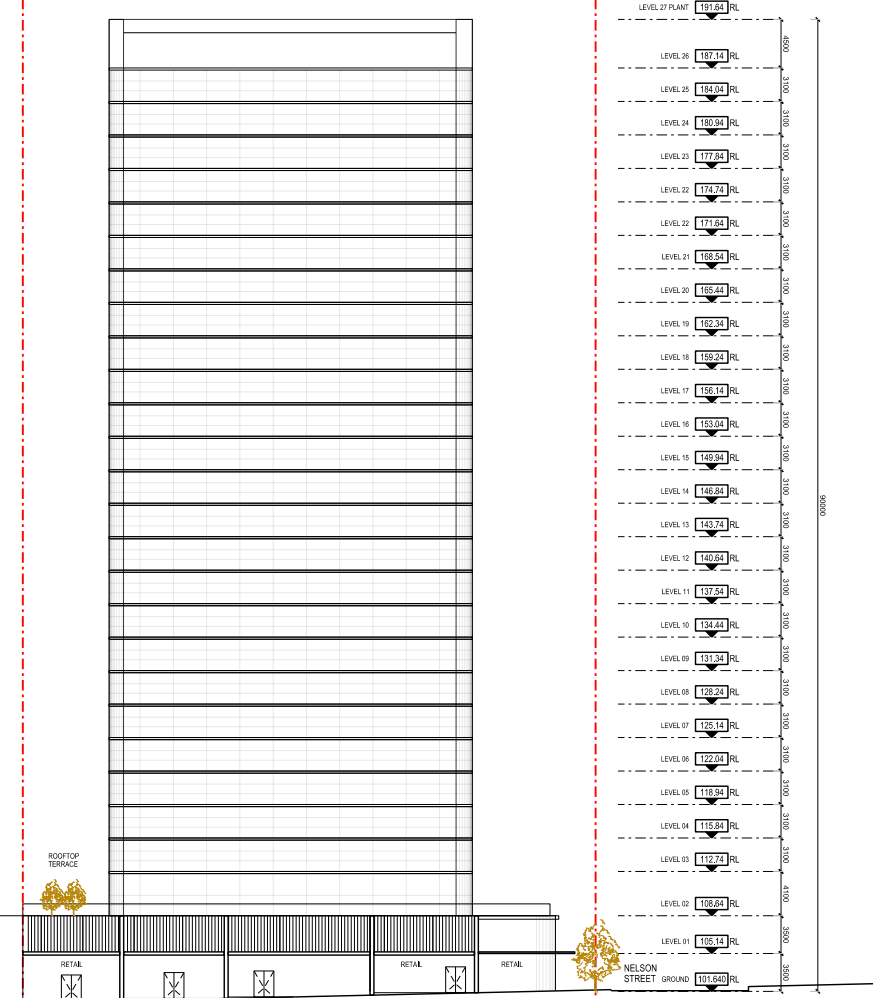 LEVEL 27 PLANT 191.64 RL
4500
LEVEL 26 187.14 RL
3100
LEVEL 25 184.04 RL
3100
LEVEL 24 180.94 RL
3100
LEVEL 23 177.84 RL
3100
LEVEL 22 174.74 RL
3100
LEVEL 22 171.64 RL
3100
LEVEL 21 168.54 RL
3100
LEVEL 20 165.44 RL
3100
LEVEL 19 162.34 RL
3100
LEVEL 18 159.24 RL
3100
LEVEL 17 156.14 RL
3100
LEVEL 16 153.04 RL
3100
LEVEL 15 149.94 RL
3100
LEVEL 14 146.84 RL
3100
90000
LEVEL 13 143.74 RL
3100
LEVEL 12 140.64 RL
3100
LEVEL 11 137.54 RL
3100
LEVEL 10 134.44 RL
3100
LEVEL 09 131.34 RL
3100
LEVEL 08 128.24 RL
3100
LEVEL 07 125.14 RL
3100
LEVEL 06 122.04 RL
3100
LEVEL 05 118.94 RL
3100
LEVEL 04 115.84 RL
3100
LEVEL 03 112.74 RL
4100
LEVEL 02 108.64 RL
3500
LEVEL 01 105.14 RL
3500
GROUND 101.640 RL
ROOFTOP
TERRACE
RETAIL
RETAIL
RETAIL
NELSON
STREET